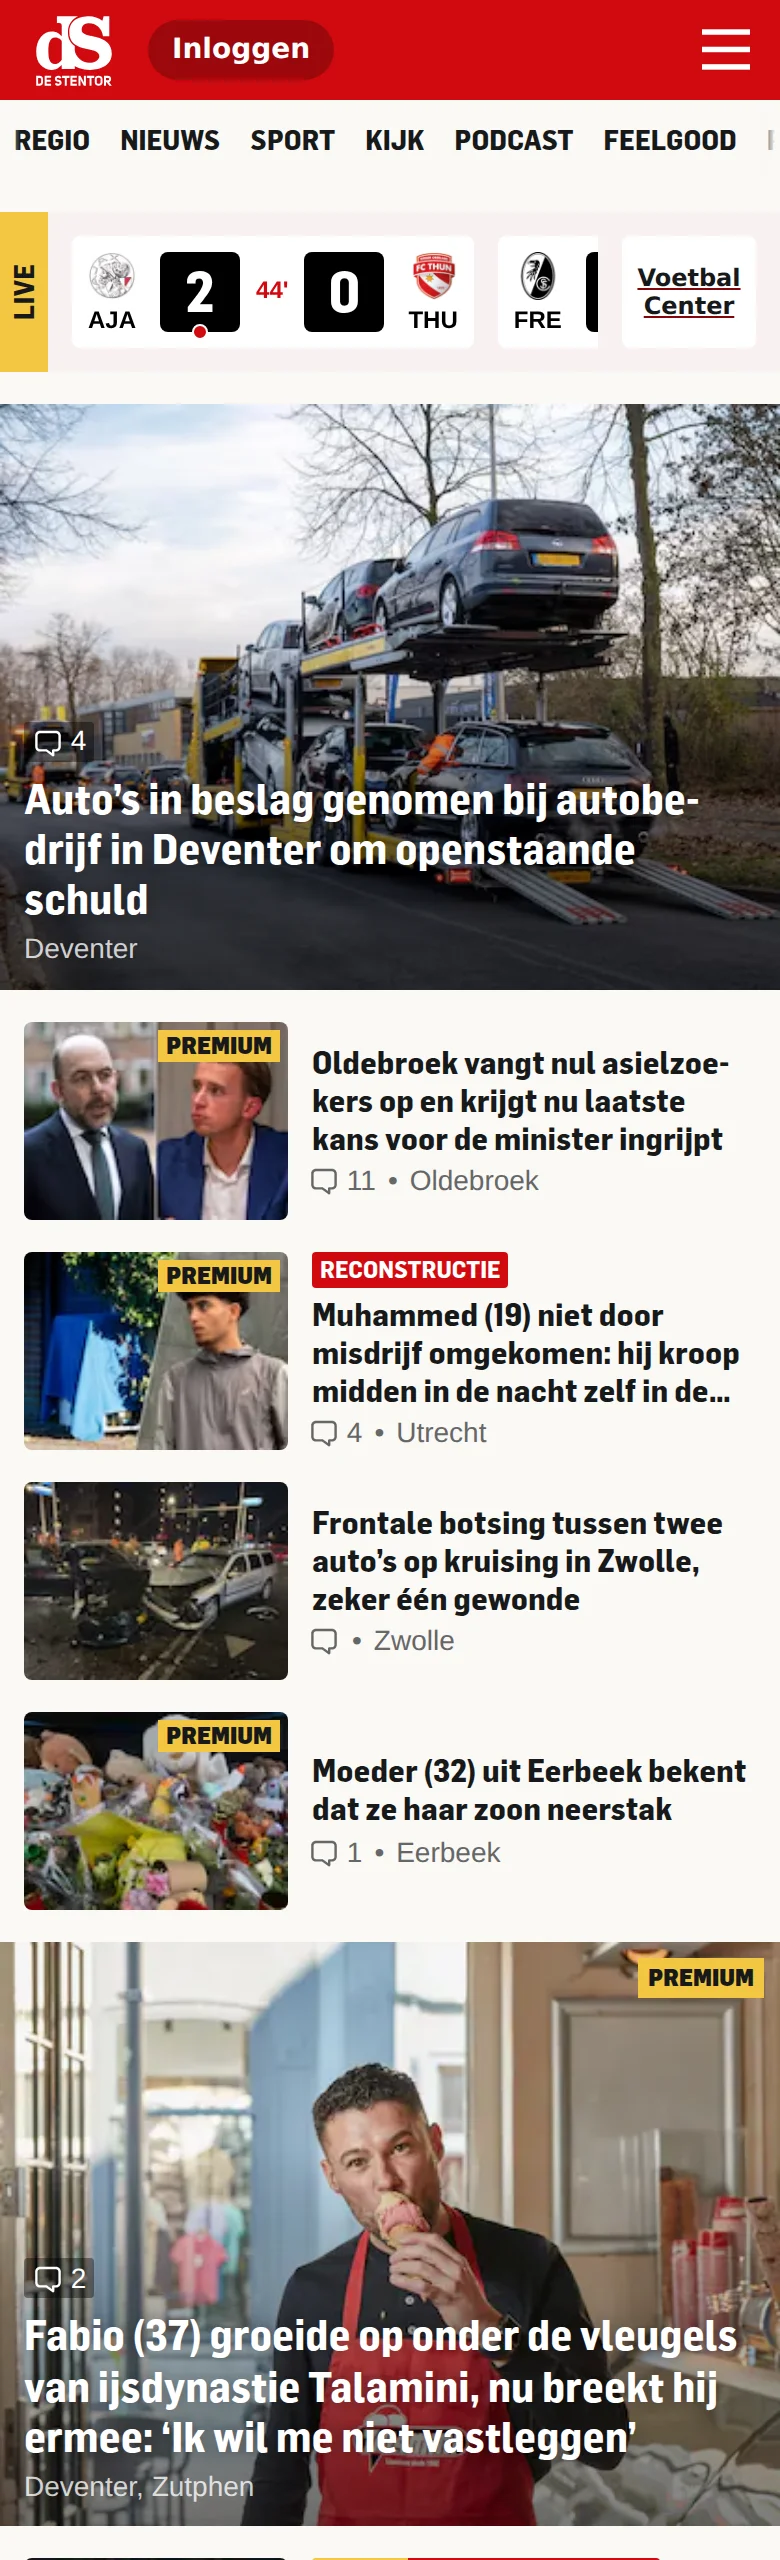 dS
DE STENTOR
Inloggen
REGIO NIEUWS SPORT KIJK PODCAST FEELGOOD
LIVE
AJA
2
44'
0
FC THUN
THU
FRE
Voetbal
Center
4
Auto’s in beslag genomen bij autobe-
drijf in Deventer om openstaande
schuld
Deventer
PREMIUM
Oldebroek vangt nul asielzoe-
kers op en krijgt nu laatste
kans voor de minister ingrijpt
11 • Oldebroek
PREMIUM
RECONSTRUCTIE
Muhammed (19) niet door
misdrijf omgekomen: hij kroop
midden in de nacht zelf in de...
4 • Utrecht
Frontale botsing tussen twee
auto’s op kruising in Zwolle,
zeker één gewonde
• Zwolle
PREMIUM
Moeder (32) uit Eerbeek bekent
dat ze haar zoon neerstak
1 • Eerbeek
PREMIUM
2
Fabio (37) groeide op onder de vleugels
van ijsdynastie Talamini, nu breekt hij
ermee: ‘Ik wil me niet vastleggen’
Deventer, Zutphen